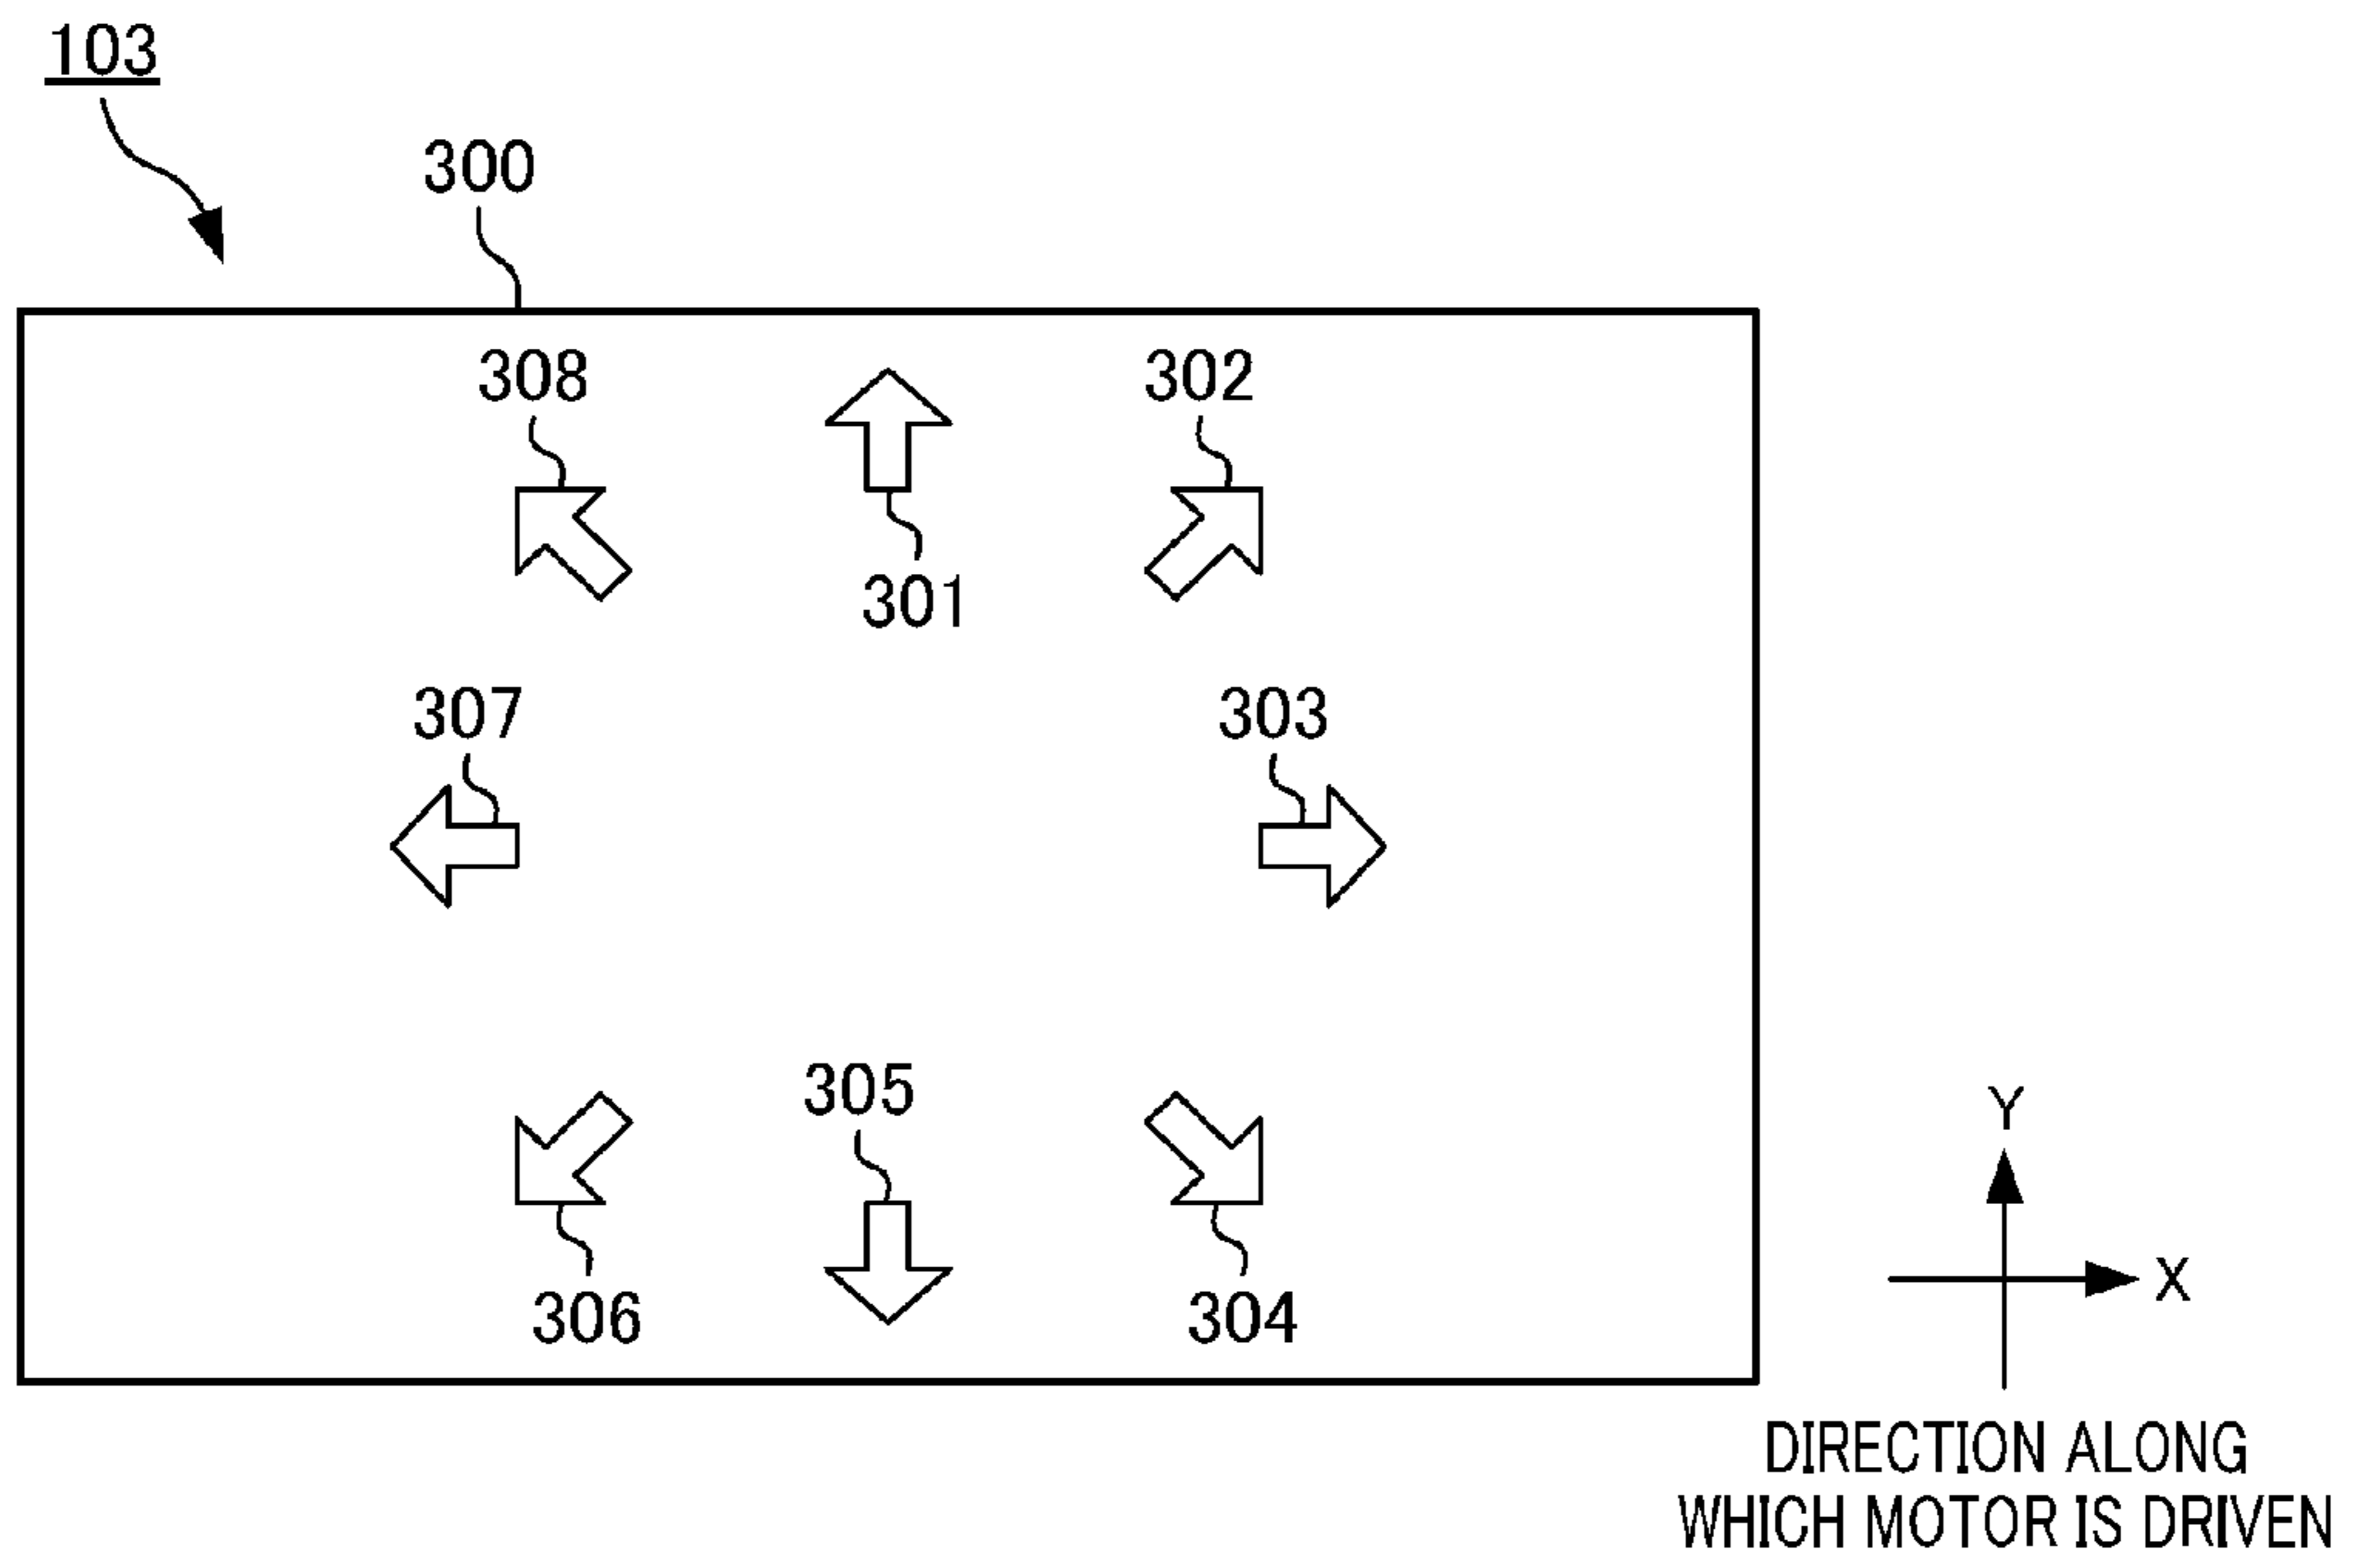 103
300
308
302
301
307
303
305
306
304
Y
X
DIRECTION ALONG
WHICH MOTOR IS DRIVEN